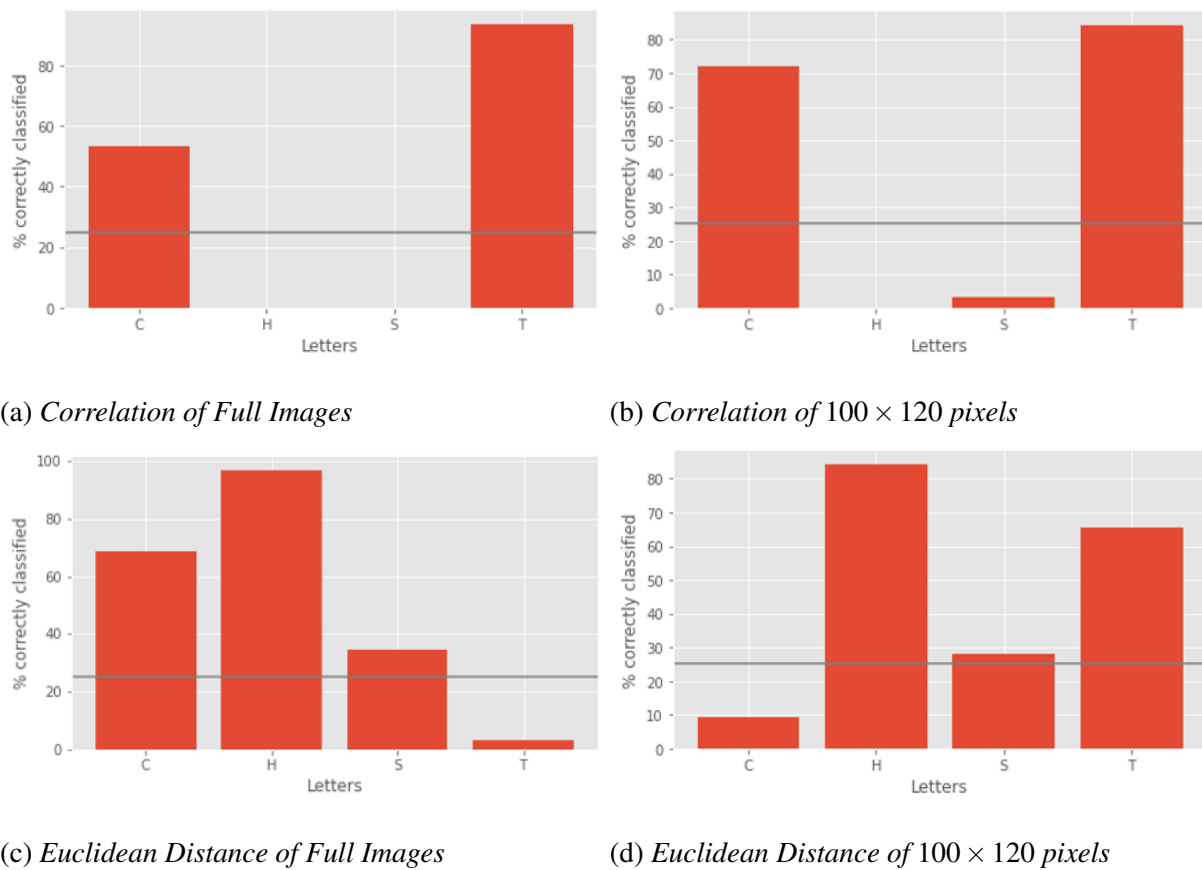 % correctly classified
80
60
40
20
0
C H S T
Letters
(a) Correlation of Full Images
% correctly classified
80
70
60
50
40
30
20
10
0
C H S T
Letters
(b) Correlation of 100 × 120 pixels
% correctly classified
100
80
60
40
20
0
C H S T
Letters
(c) Euclidean Distance of Full Images
% correctly classified
80
70
60
50
40
30
20
10
0
C H S T
Letters
(d) Euclidean Distance of 100 × 120 pixels